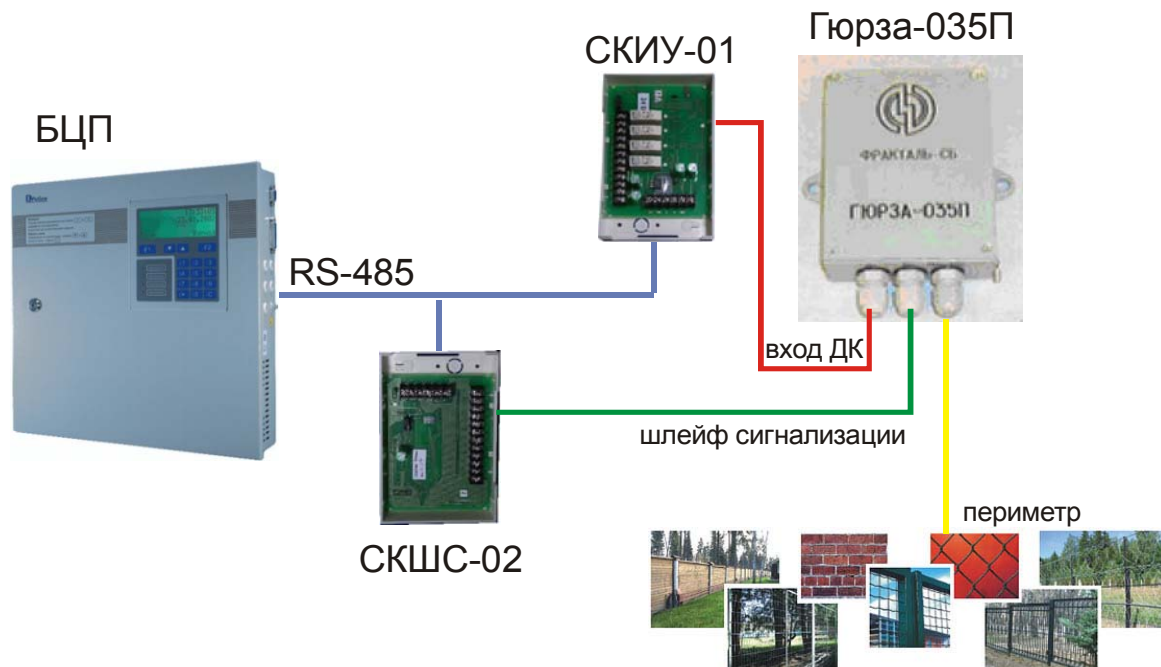 Гюрза-035П
СКИУ-01
БЦП
ФРАКТАЛЬ-СБ
ГЮРЗА-035П
RS-485
вход ДК
шлейф сигнализации
СКШС-02
периметр